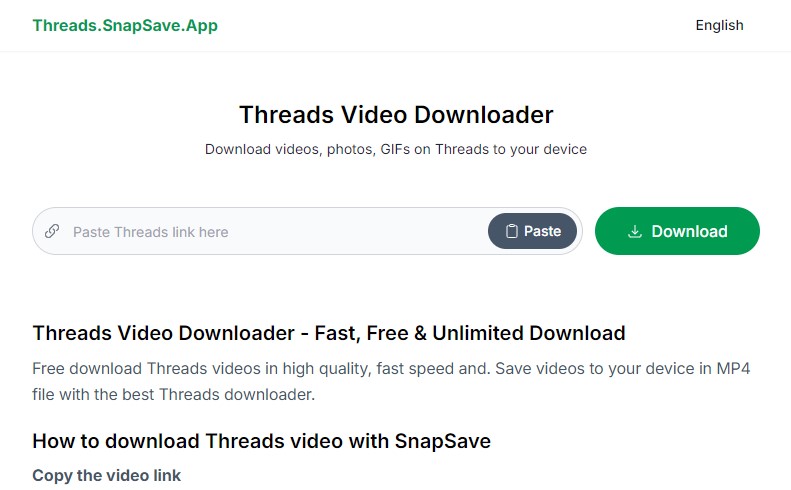 Threads.SnapSave.App
English
Threads Video Downloader
Download videos, photos, GIFs on Threads to your device
Paste Threads link here
Paste
Download
Threads Video Downloader - Fast, Free & Unlimited Download
Free download Threads videos in high quality, fast speed and. Save videos to your device in MP4
file with the best Threads downloader.
How to download Threads video with SnapSave
Copy the video link